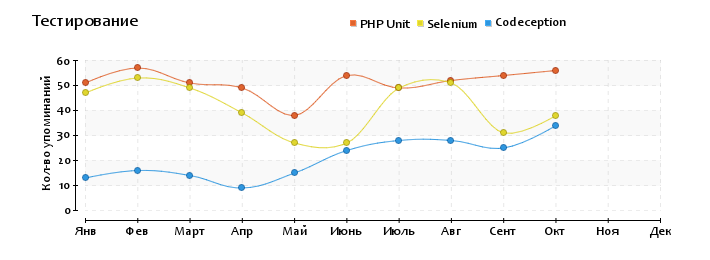 Тестирование
PHP Unit Selenium Codeception
Кол-во упоминаний
60
50
40
30
20
10
0
Янв Фев Март Апр Май Июнь Июль Авг Сент Окт Ноя Дек